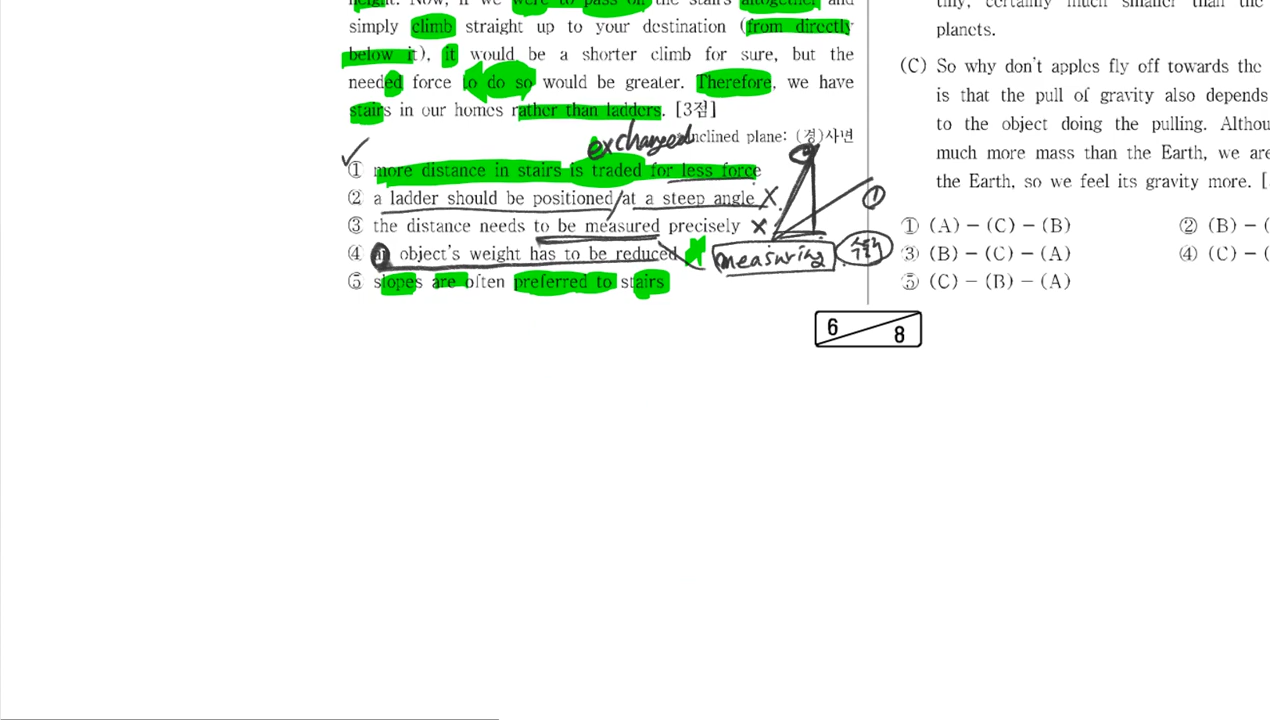 height. Now, if we were to pass on the stairs altogether and
simply climb straight up to your destination (from directly
below it), it would be a shorter climb for sure, but the
needed force to do so would be greater. Therefore, we have
stairs in our homes rather than ladders. [3점]
exchanged
inclined plane: (경)사면
① more distance in stairs is traded for less force
② a ladder should be positioned/at a steep angle X
③ the distance needs to be measured precisely X
④ an object's weight has to be reduced
measuring
⑤ slopes are often preferred to stairs
①
6/8
tiny, certainly much smaller than the
planets.
(C) So why don't apples fly off towards the
is that the pull of gravity also depends
to the object doing the pulling. Althou
much more mass than the Earth, we are
the Earth, so we feel its gravity more. [
① (A) − (C) − (B)
② (B) − (
③ (B) − (C) − (A)
④ (C) − (
⑤ (C) − (B) − (A)